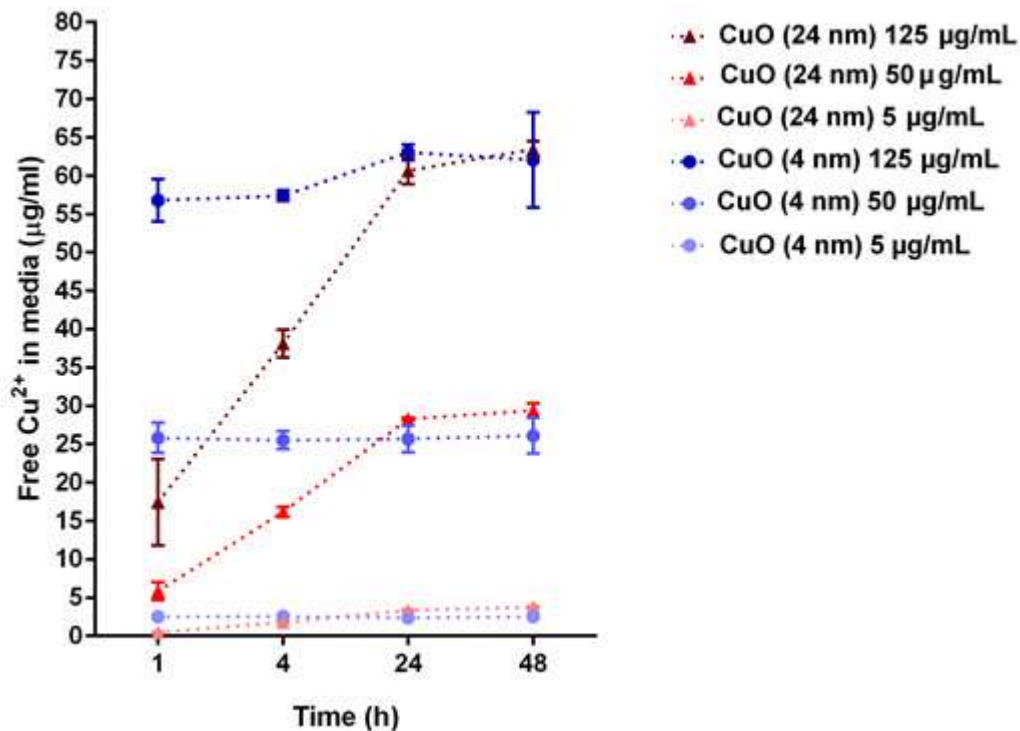 80
75
70
65
60
55
50
45
40
35
30
25
20
15
10
5
0
Free Cu²⁺ in media (µg/ml)
1 4 24 48
Time (h)
CuO (24 nm) 125 µg/mL
CuO (24 nm) 50 µg/mL
CuO (24 nm) 5 µg/mL
CuO (4 nm) 125 µg/mL
CuO (4 nm) 50 µg/mL
CuO (4 nm) 5 µg/mL